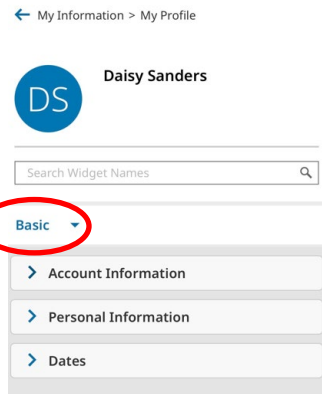 My Information > My Profile
Daisy Sanders
DS
Search Widget Names
Basic
Account Information
Personal Information
Dates